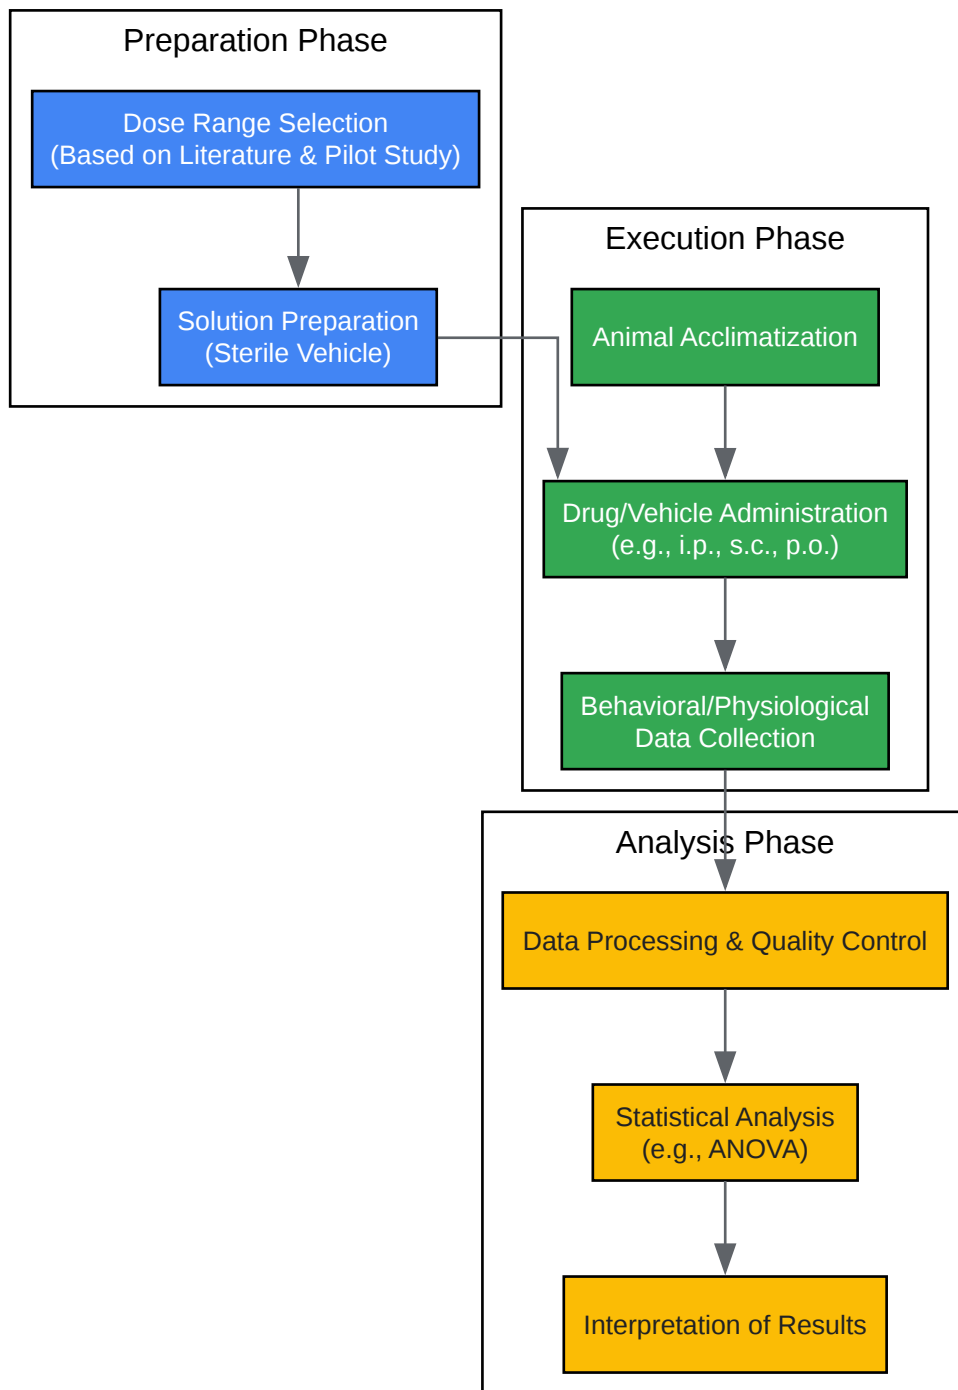 Preparation Phase
Dose Range Selection
(Based on Literature & Pilot Study)
Solution Preparation
(Sterile Vehicle)
Execution Phase
Animal Acclimatization
Drug/Vehicle Administration
(e.g., i.p., s.c., p.o.)
Behavioral/Physiological
Data Collection
Analysis Phase
Data Processing & Quality Control
Statistical Analysis
(e.g., ANOVA)
Interpretation of Results